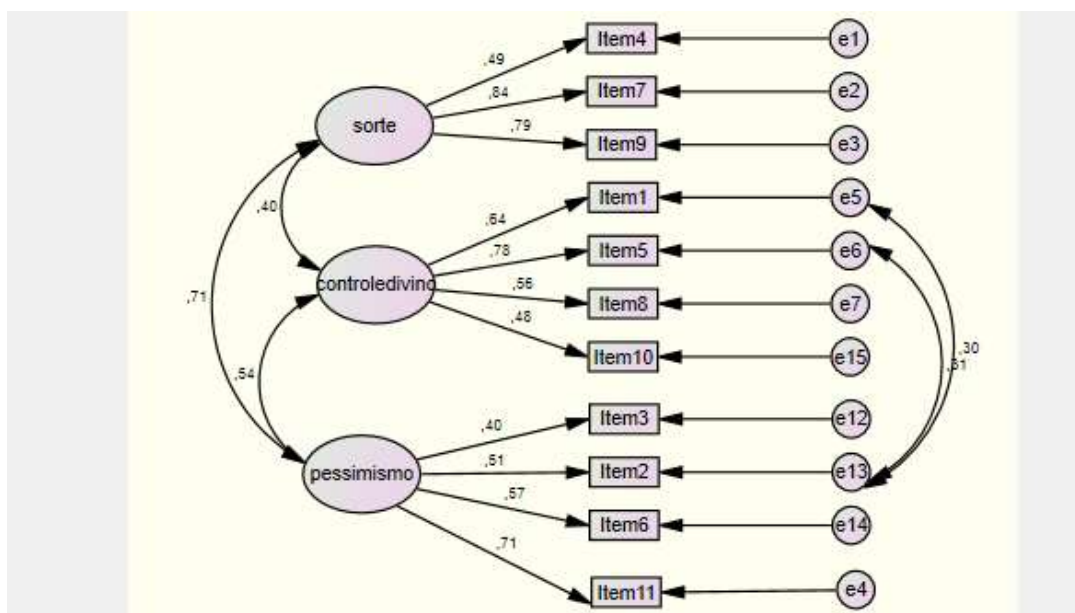 Item4
e1
,49
Item7
e2
,84
sorte
,79
Item9
e3
Item1
e5
,40
,64
Item5
e6
,78
controledivino
,56
Item8
e7
,71
,48
Item10
e15
,30
,54
Item3
e12
,40
pessimismo
,51
Item2
e13
,57
Item6
e14
,71
Item11
e4